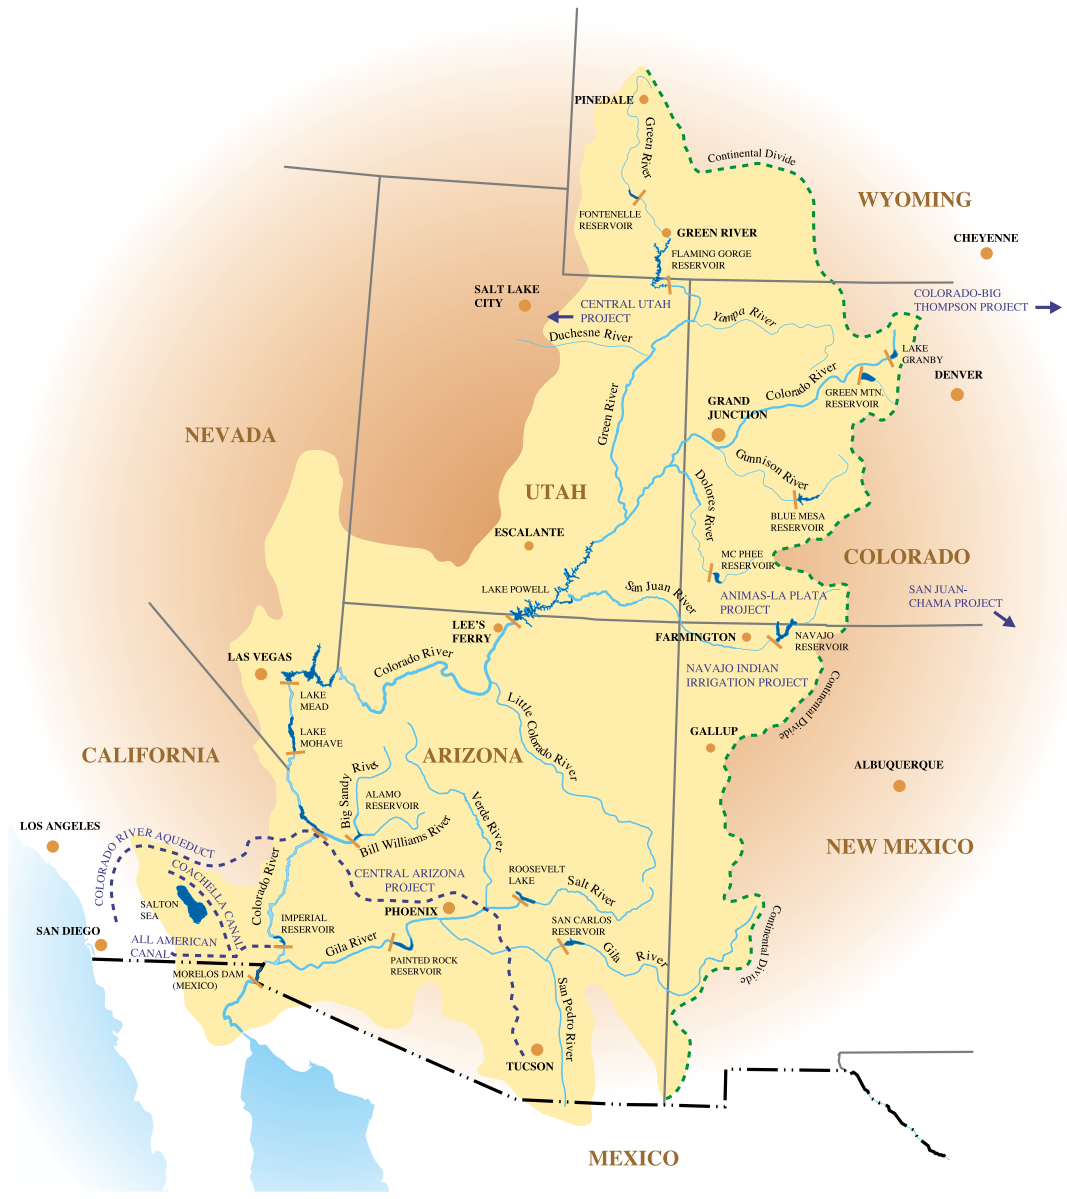 PINEDALE
Green River
Continental Divide
WYOMING
FONTENELLE
RESERVOIR
GREEN RIVER
CHEYENNE
FLAMING GORGE
RESERVOIR
SALT LAKE
CITY
CENTRAL UTAH
PROJECT
COLORADO-BIG
THOMPSON PROJECT
Yampa River
Duchesne River
LAKE
GRANBY
DENVER
Colorado River
GREEN MTN.
RESERVOIR
GRAND
JUNCTION
Green River
NEVADA
Gunnison River
UTAH
Dolores River
BLUE MESA
RESERVOIR
ESCALANTE
MC PHEE
RESERVOIR
COLORADO
LAKE POWELL
San Juan River
ANIMAS-LA PLATA
PROJECT
SAN JUAN-
CHAMA PROJECT
LEE'S
FERRY
FARMINGTON
NAVAJO
RESERVOIR
LAS VEGAS
Colorado River
NAVAJO INDIAN
IRRIGATION PROJECT
LAKE
MEAD
Little Colorado River
Continental Divide
LAKE
MOHAVE
GALLUP
CALIFORNIA
ARIZONA
ALBUQUERQUE
Big Sandy River
ALAMO
RESERVOIR
Verde River
LOS ANGELES
COLORADO RIVER AQUEDUCT
Bill Williams River
NEW MEXICO
COACHELLA CANAL
CENTRAL ARIZONA
PROJECT
ROOSEVELT
LAKE
Salt River
Colorado River
SALTON
SEA
PHOENIX
IMPERIAL
RESERVOIR
SAN CARLOS
RESERVOIR
SAN DIEGO
ALL AMERICAN
CANAL
Gila River
Gila River
Continental Divide
PAINTED ROCK
RESERVOIR
MORELOS DAM
(MEXICO)
San Pedro River
TUCSON
MEXICO